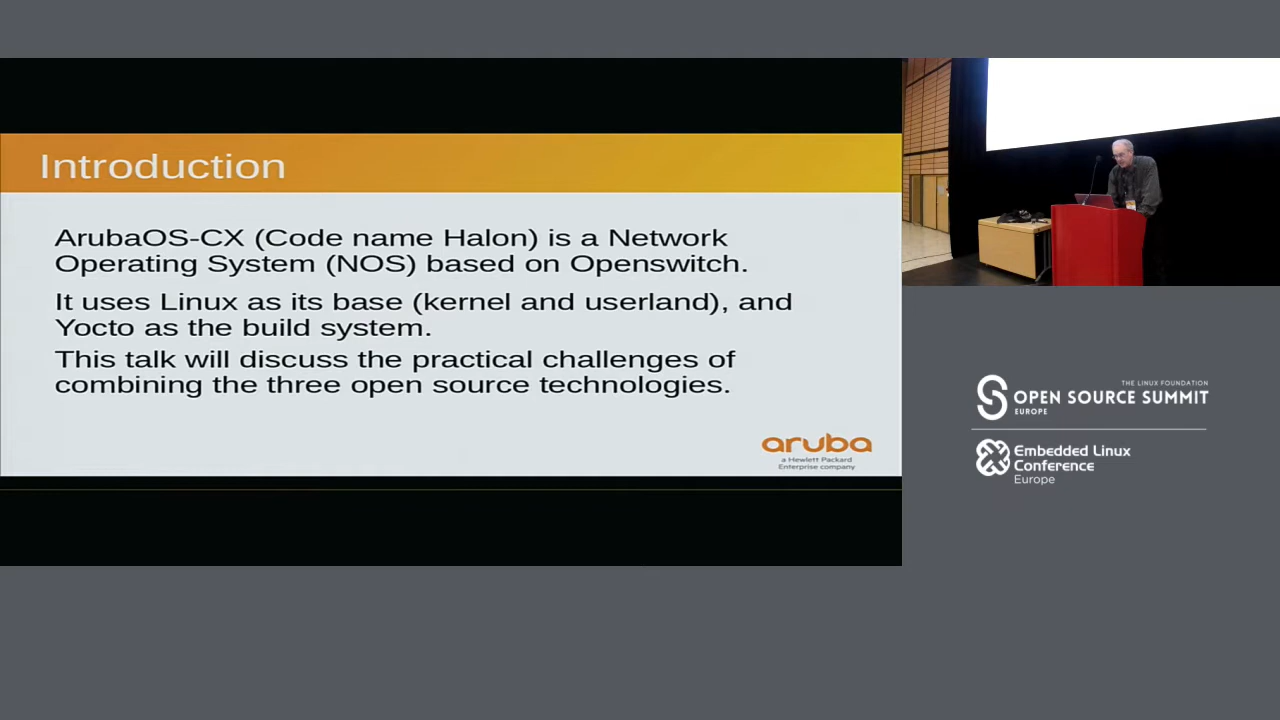 Introduction
ArubaOS-CX (Code name Halon) is a Network
Operating System (NOS) based on Openswitch.
It uses Linux as its base (kernel and userland), and
Yocto as the build system.
This talk will discuss the practical challenges of
combining the three open source technologies.
aruba
a Hewlett Packard
Enterprise company
THE LINUX FOUNDATION
OPEN SOURCE SUMMIT
EUROPE
Embedded Linux
Conference
Europe